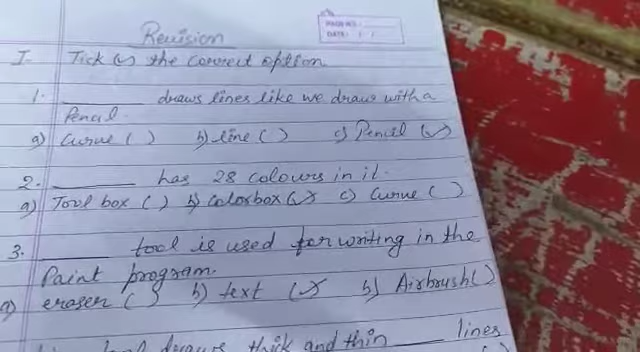 Revision
PAGE NO.:
DATE: / /
I. Tick (✓) the correct option
1. ______ draws lines like we draw with a
Pencil.
a) Curve ( ) b) line ( ) c) Pencil (✓)
2. ______ has 28 colours in it.
a) Tool box ( ) b) Colorbox (✓) c) Curve ( )
3. ______ tool is used for writing in the
Paint program.
a) eraser ( ) b) text (✓) b) Airbrush ( )
tool draws thick and thin ____ lines